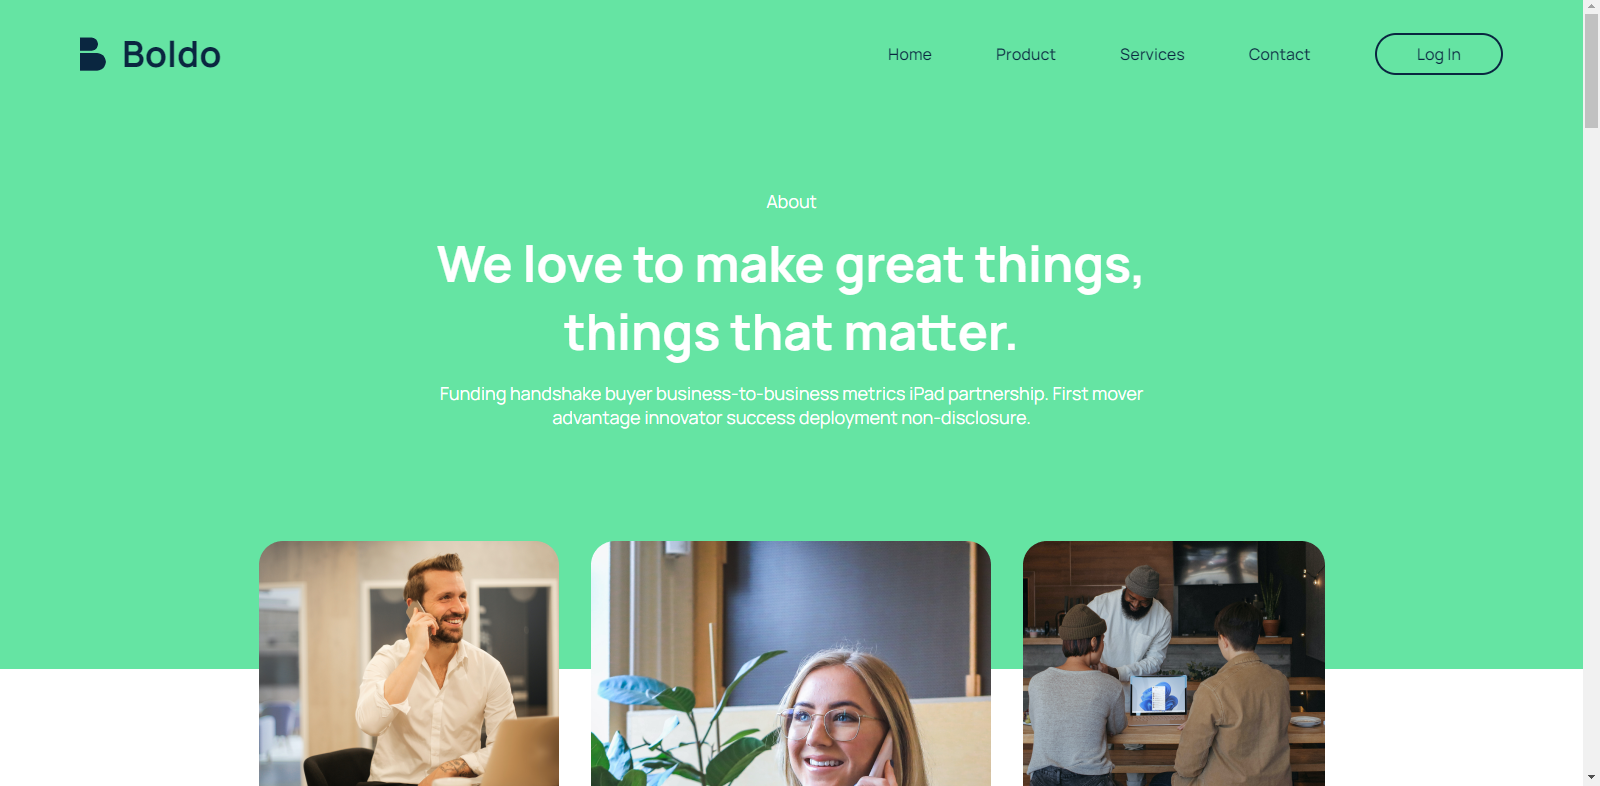 Boldo
Home
Product
Services
Contact
Log In
About
We love to make great things,
things that matter.
Funding handshake buyer business-to-business metrics iPad partnership. First mover
advantage innovator success deployment non-disclosure.